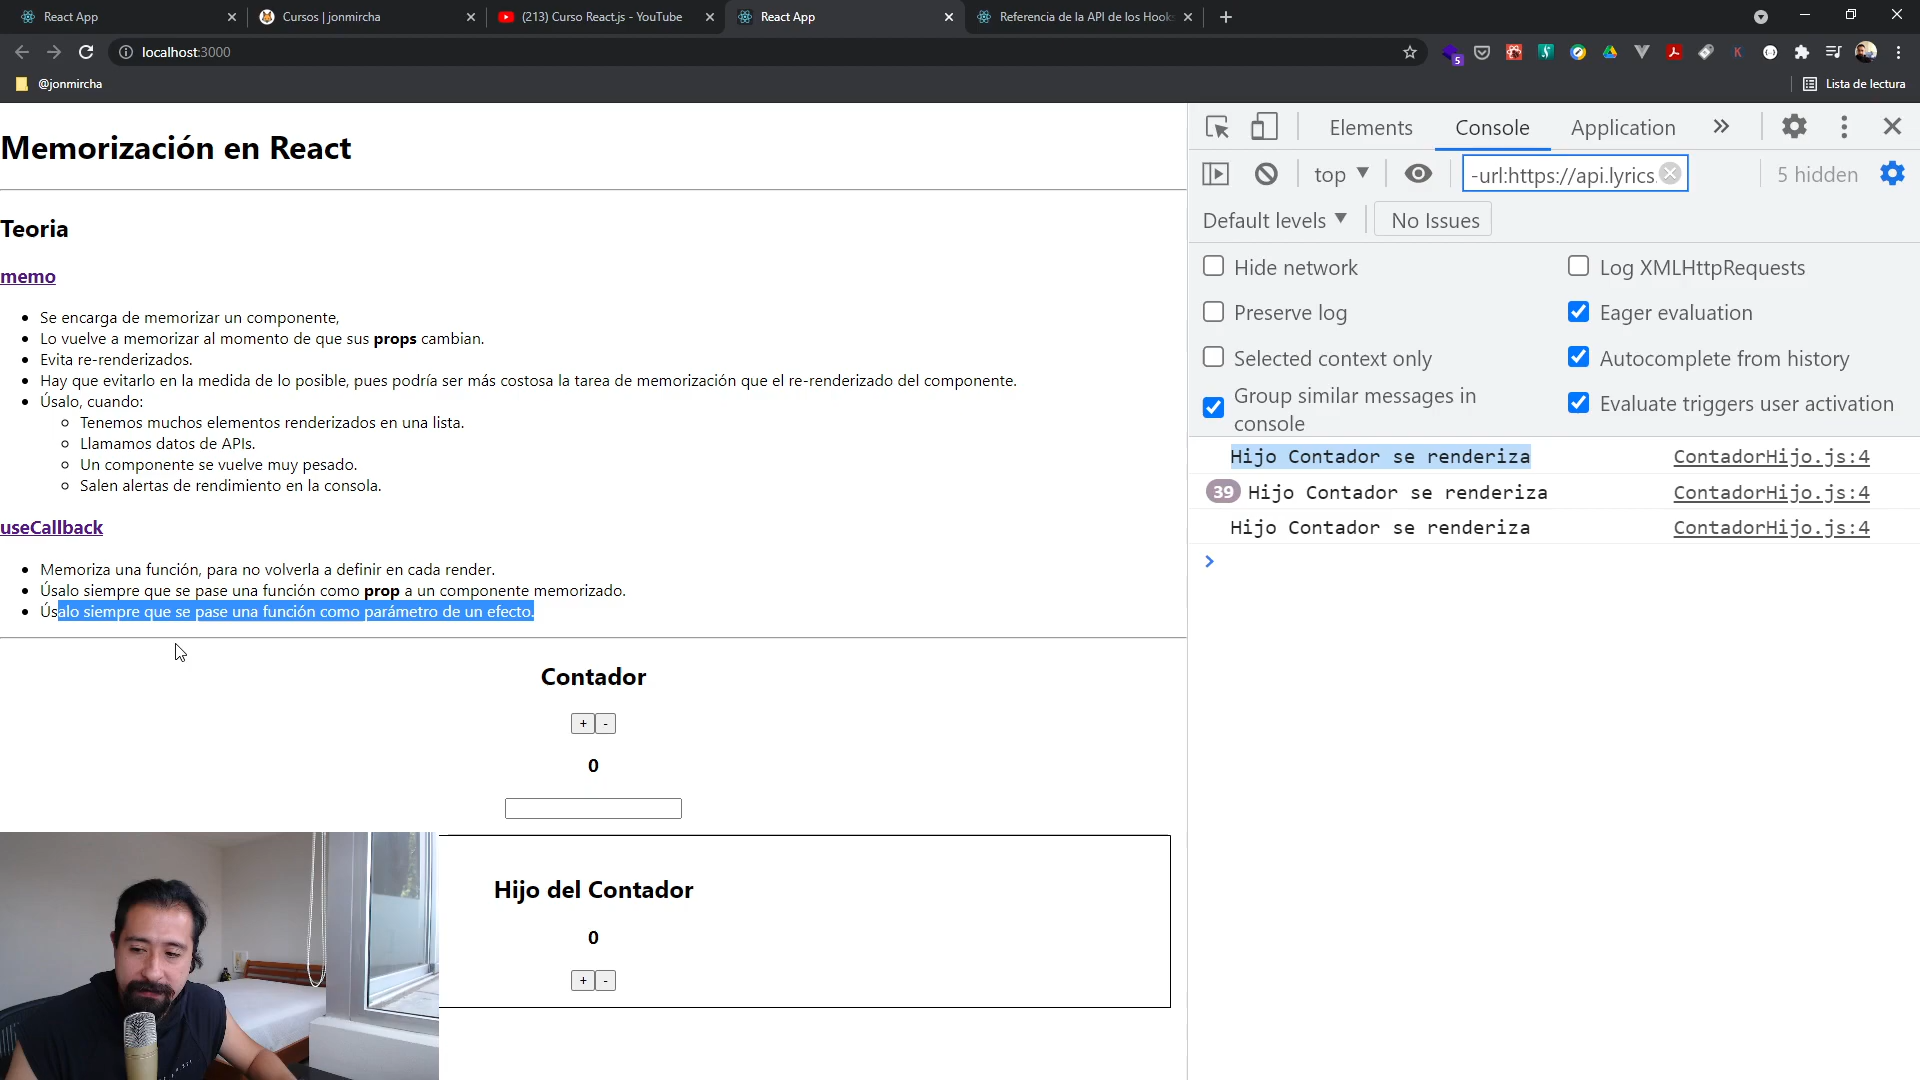 React App
Cursos | jonmircha
(213) Curso React.js - YouTube
React App
Referencia de la API de los Hook
localhost:3000
5
@jonmircha
Lista de lectura
Memorización en React
Teoria
memo
Se encarga de memorizar un componente,
Lo vuelve a memorizar al momento de que sus props cambian.
Evita re-renderizados.
Hay que evitarlo en la medida de lo posible, pues podría ser más costosa la tarea de memorización que el re-renderizado del componente.
Úsalo, cuando:
Tenemos muchos elementos renderizados en una lista.
Llamamos datos de APIs.
Un componente se vuelve muy pesado.
Salen alertas de rendimiento en la consola.
useCallback
Memoriza una función, para no volverla a definir en cada render.
Úsalo siempre que se pase una función como prop a un componente memorizado.
Úsalo siempre que se pase una función como parámetro de un efecto.
Contador
+ -
0
Hijo del Contador
0
+ -
Elements Console Application
top
-url:https://api.lyrics.
5 hidden
Default levels
No Issues
Hide network
Log XMLHttpRequests
Preserve log
Eager evaluation
Selected context only
Autocomplete from history
Group similar messages in
console
Evaluate triggers user activation
Hijo Contador se renderiza ContadorHijo.js:4
39 Hijo Contador se renderiza ContadorHijo.js:4
Hijo Contador se renderiza ContadorHijo.js:4